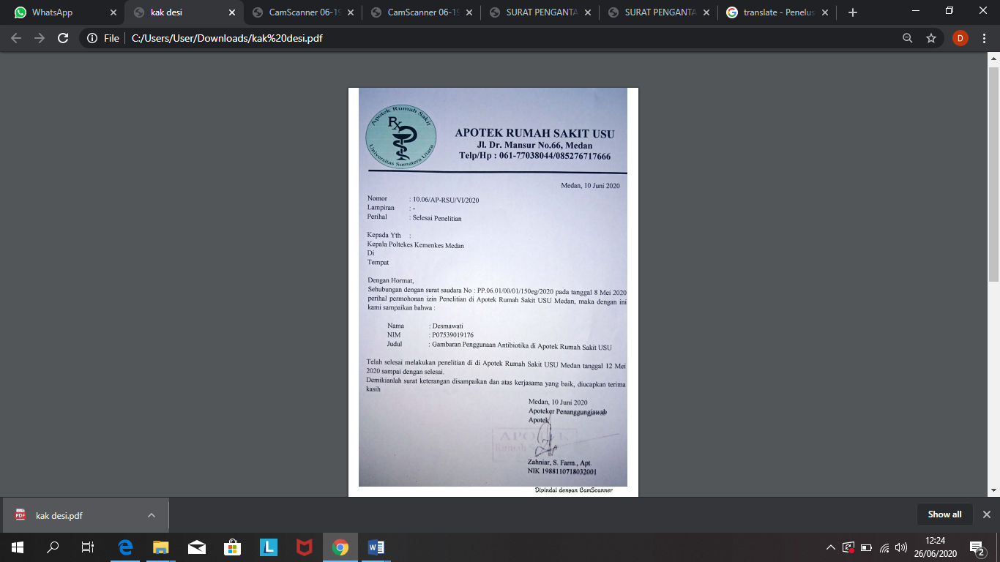 WhatsApp
kak desi
CamScanner 06-19
CamScanner 06-19
SURAT PENGANTA
SURAT PENGANTA
translate - Penelus
File
C:/Users/User/Downloads/kak%20desi.pdf
D
Apotek Rumah Sakit
Rx
Universitas Sumatera Utara
APOTEK RUMAH SAKIT USU
Jl. Dr. Mansur No.66, Medan
Telp/Hp : 061-77038044/085276717666
Medan, 10 Juni 2020
Nomor : 10.06/AP-RSU/VI/2020
Lampiran : -
Perihal : Selesai Penelitian
Kepada Yth :
Kepala Poltekes Kemenkes Medan
Di
Tempat
Dengan Hormat,
Sehubungan dengan surat saudara No : PP.06.01/00/01/150eg/2020 pada tanggal 8 Mei 2020
perihal permohonan izin Penelitian di Apotek Rumah Sakit USU Medan, maka dengan ini
kami sampaikan bahwa :
Nama : Desmawati
NIM : P07539019176
Judul : Gambaran Penggunaan Antibiotika di Apotek Rumah Sakit USU
Telah selesai melakukan penelitian di di Apotek Rumah Sakit USU Medan tanggal 12 Mei
2020 sampai dengan selesai.
Demikianlah surat keterangan disampaikan dan atas kerjasama yang baik, diucapkan terima
kasih
Medan, 10 Juni 2020
Apoteker Penanggungjawab
Apotek
APOTEK
Rumah
Zahniar, S. Farm., Apt.
NIK 1988110718032001
Dipindai dengan CamScanner
PDF
kak desi.pdf
Show all
L
12:24
26/06/2020
2